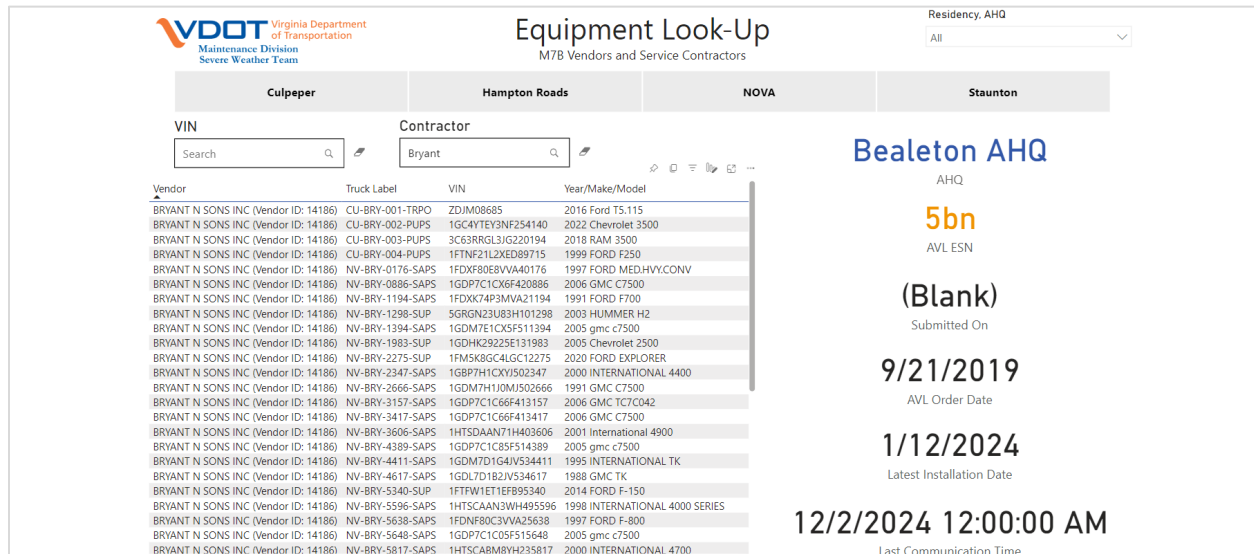 VDOT Virginia Department
of Transportation
Maintenance Division
Severe Weather Team
Equipment Look-Up
M7B Vendors and Service Contractors
Residency, AHQ
All
Culpeper Hampton Roads NOVA Staunton
VIN Contractor
Search Bryant
Vendor Truck Label VIN Year/Make/Model
BRYANT N SONS INC (Vendor ID: 14186) CU-BRY-001-TRPO ZDJM08685 2016 Ford T5.115
BRYANT N SONS INC (Vendor ID: 14186) CU-BRY-002-PUPS 1GC4YTEY3NF254140 2022 Chevrolet 3500
BRYANT N SONS INC (Vendor ID: 14186) CU-BRY-003-PUPS 3C63RRGL3JG220194 2018 RAM 3500
BRYANT N SONS INC (Vendor ID: 14186) CU-BRY-004-PUPS 1FTNF21L2XED89715 1999 FORD F250
BRYANT N SONS INC (Vendor ID: 14186) NV-BRY-0176-SAPS 1FDXF80E8VVA40176 1997 FORD MED.HVY.CONV
BRYANT N SONS INC (Vendor ID: 14186) NV-BRY-0886-SAPS 1GDP7C1CX6F420886 2006 GMC C7500
BRYANT N SONS INC (Vendor ID: 14186) NV-BRY-1194-SAPS 1FDXK74P3MVA21194 1991 FORD F700
BRYANT N SONS INC (Vendor ID: 14186) NV-BRY-1298-SUP 5GRGN23U83H101298 2003 HUMMER H2
BRYANT N SONS INC (Vendor ID: 14186) NV-BRY-1394-SAPS 1GDM7E1CX5F511394 2005 gmc c7500
BRYANT N SONS INC (Vendor ID: 14186) NV-BRY-1983-SUP 1GDHK29225E131983 2005 Chevrolet 2500
BRYANT N SONS INC (Vendor ID: 14186) NV-BRY-2275-SUP 1FM5K8GC4LGC12275 2020 FORD EXPLORER
BRYANT N SONS INC (Vendor ID: 14186) NV-BRY-2347-SAPS 1GBP7H1CXYJ502347 2000 INTERNATIONAL 4400
BRYANT N SONS INC (Vendor ID: 14186) NV-BRY-2666-SAPS 1GDM7H1J0MJ502666 1991 GMC C7500
BRYANT N SONS INC (Vendor ID: 14186) NV-BRY-3157-SAPS 1GDP7C1C66F413157 2006 GMC TC7C042
BRYANT N SONS INC (Vendor ID: 14186) NV-BRY-3417-SAPS 1GDP7C1C66F413417 2006 GMC C7500
BRYANT N SONS INC (Vendor ID: 14186) NV-BRY-3606-SAPS 1HTSDAAN71H403606 2001 International 4900
BRYANT N SONS INC (Vendor ID: 14186) NV-BRY-4389-SAPS 1GDP7C1C85F514389 2005 gmc c7500
BRYANT N SONS INC (Vendor ID: 14186) NV-BRY-4411-SAPS 1GDM7D1G4JV534411 1995 INTERNATIONAL TK
BRYANT N SONS INC (Vendor ID: 14186) NV-BRY-4617-SAPS 1GDL7D1B2JV534617 1988 GMC TK
BRYANT N SONS INC (Vendor ID: 14186) NV-BRY-5340-SUP 1FTFW1ET1EFB95340 2014 FORD F-150
BRYANT N SONS INC (Vendor ID: 14186) NV-BRY-5596-SAPS 1HTSCAAN3WH495596 1998 INTERNATIONAL 4000 SERIES
BRYANT N SONS INC (Vendor ID: 14186) NV-BRY-5638-SAPS 1FDNF80C3VVA25638 1997 FORD F-800
BRYANT N SONS INC (Vendor ID: 14186) NV-BRY-5648-SAPS 1GDP7C1C05F515648 2005 gmc c7500
BRYANT N SONS INC (Vendor ID: 14186) NV-BRY-5817-SAPS 1HTSCABM8YH235817 2000 INTERNATIONAL 4700
Bealeton AHQ
AHQ
5bn
AVL ESN
(Blank)
Submitted On
9/21/2019
AVL Order Date
1/12/2024
Latest Installation Date
12/2/2024 12:00:00 AM
Last Communication Time